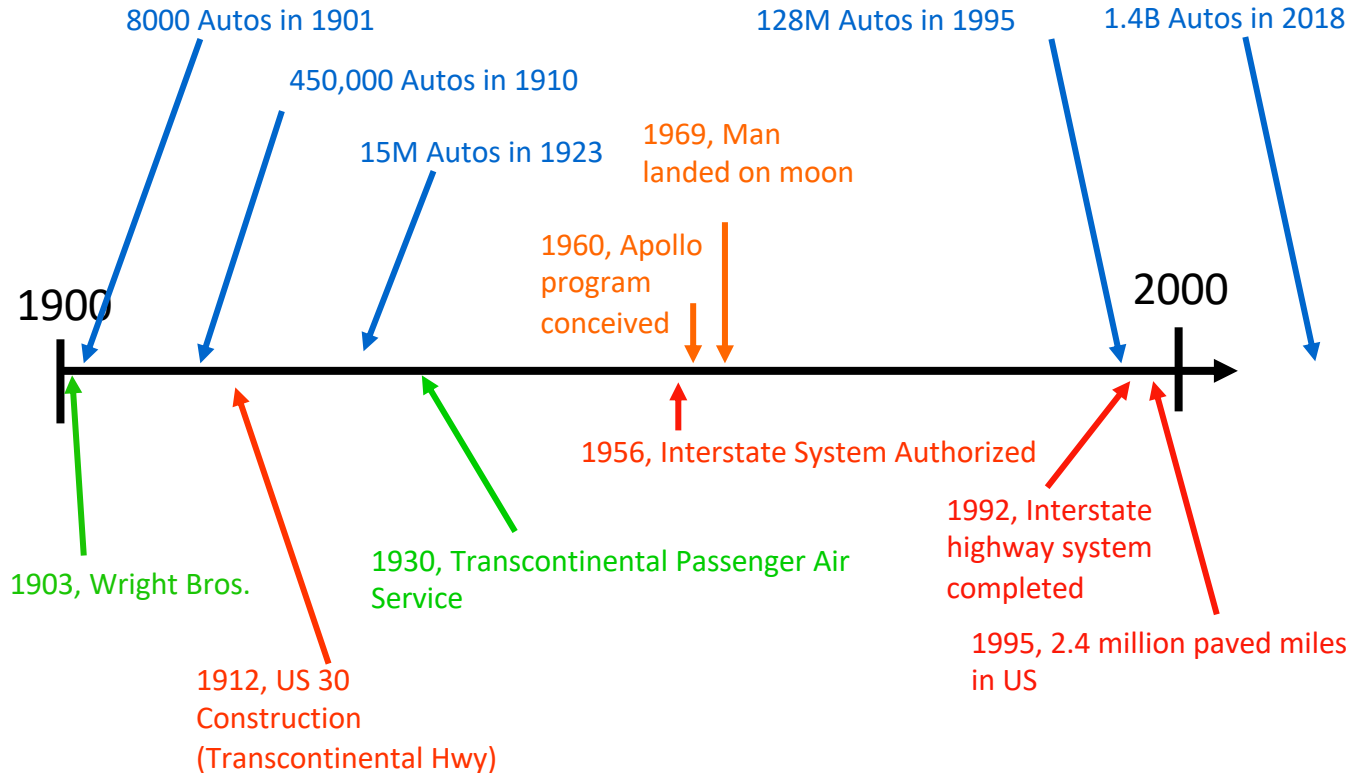 8000 Autos in 1901
128M Autos in 1995
1.4B Autos in 2018
450,000 Autos in 1910
15M Autos in 1923
1969, Man
landed on moon
1960, Apollo
program
conceived
1900
2000
1956, Interstate System Authorized
1992, Interstate
highway system
completed
1903, Wright Bros.
1930, Transcontinental Passenger Air
Service
1995, 2.4 million paved miles
in US
1912, US 30
Construction
(Transcontinental Hwy)